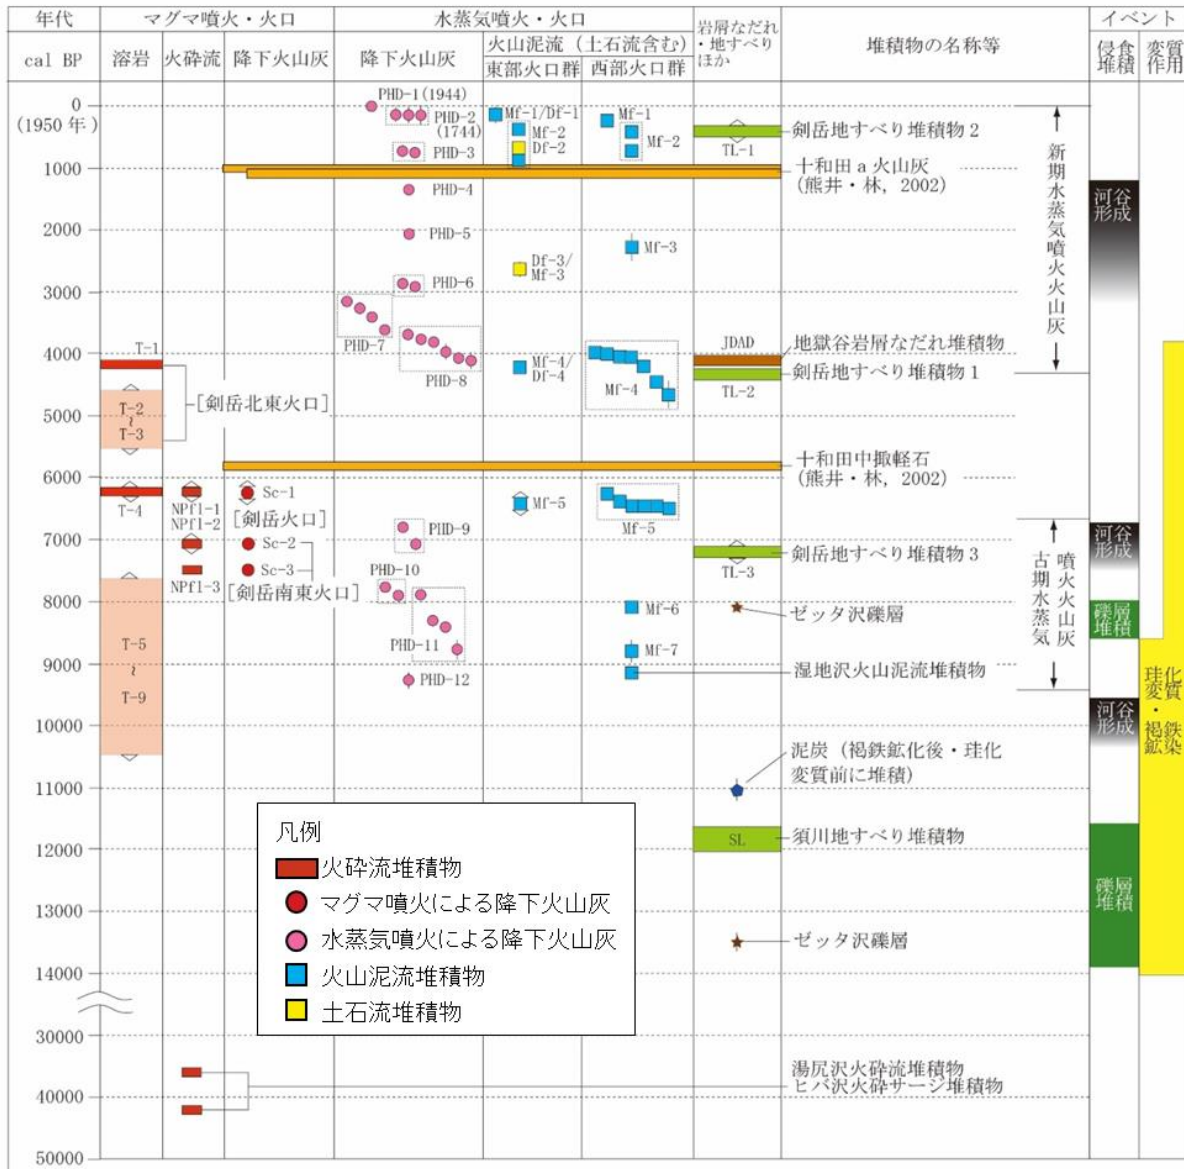 年代
cal BP
マグマ噴火・火口
溶岩
火砕流
降下火山灰
水蒸気噴火・火口
降下火山灰
火山泥流（土石流含む）
東部火口群
西部火口群
岩屑なだれ
・地すべり
ほか
堆積物の名称等
イベント
侵食
堆積
変質
作用
0
(1950 年)
1000
2000
3000
4000
5000
6000
7000
8000
9000
10000
11000
12000
13000
14000
30000
40000
50000
T-1
T-2
~
T-3
T-4
T-5
~
T-9
[剣岳北東火口]
NPfl-1
NPfl-2
NPfl-3
Sc-1
[剣岳火口]
Sc-2
Sc-3
[剣岳南東火口]
PHD-1(1944)
PHD-2
(1744)
PHD-3
PHD-4
PHD-5
PHD-6
PHD-7
PHD-8
PHD-9
PHD-10
PHD-11
PHD-12
Mf-1/Df-1
Mf-2
Df-2
Df-3/
Mf-3
Mf-4/
Df-4
Mf-5
Mf-1
Mf-2
Mf-3
Mf-4
Mf-5
Mf-6
Mf-7
TL-1
JDAD
TL-2
TL-3
SL
剣岳地すべり堆積物 2
十和田 a 火山灰
(熊井・林, 2002)
地獄谷岩屑なだれ堆積物
剣岳地すべり堆積物 1
十和田中掫軽石
(熊井・林, 2002)
剣岳地すべり堆積物 3
ゼッタ沢礫層
湿地沢火山泥流堆積物
泥炭（褐鉄鉱化後・珪化
変質前に堆積）
須川地すべり堆積物
ゼッタ沢礫層
湯尻沢火砕流堆積物
ヒバ沢火砕サージ堆積物
新期水蒸気噴火火山灰
古期水蒸気
噴火火山灰
河谷
形成
河谷
形成
礫層
堆積
河谷
形成
礫層
堆積
珪化
変質
・
褐鉄
鉱染
凡例
火砕流堆積物
マグマ噴火による降下火山灰
水蒸気噴火による降下火山灰
火山泥流堆積物
土石流堆積物